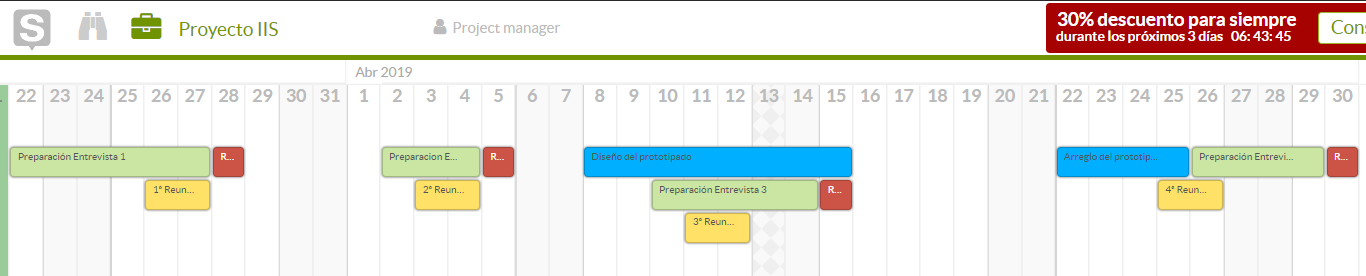 S
Proyecto IIS
Project manager
30% descuento para siempre
durante los próximos 3 días 06: 43: 45
Cons
Abr 2019
22 23 24 25 26 27 28 29 30 31 1 2 3 4 5 6 7 8 9 10 11 12 13 14 15 16 17 18 19 20 21 22 23 24 25 26 27 28 29 30
Preparación Entrevista 1
R...
Preparacion E...
R...
Diseño del prototipado
Arreglo del prototip...
Preparación Entrevi...
R...
1º Reun...
2º Reun...
Preparación Entrevista 3
R...
4º Reun...
3º Reun...